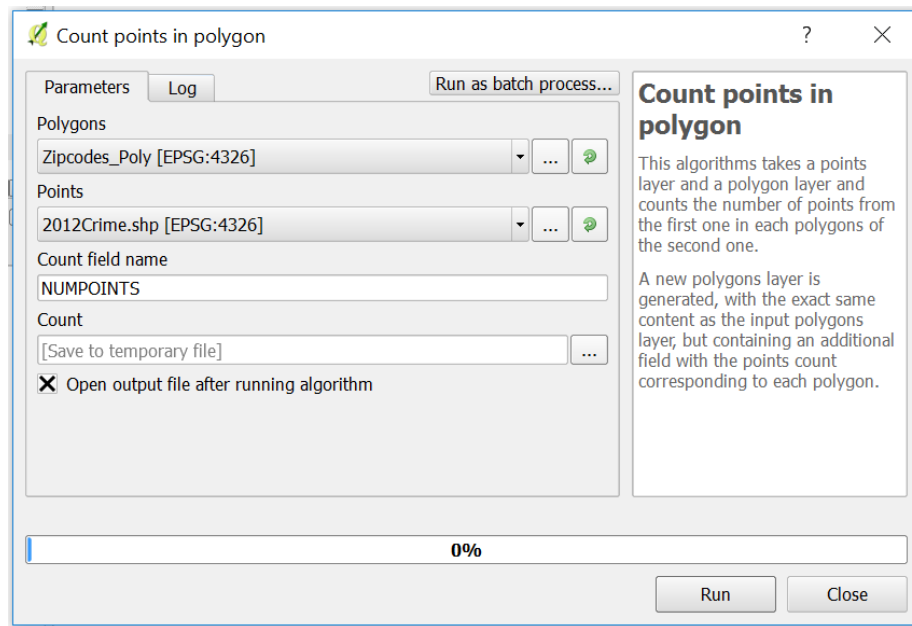 Count points in polygon
?
Parameters
Log
Run as batch process...
Polygons
Zipcodes_Poly [EPSG:4326]
...
Points
2012Crime.shp [EPSG:4326]
...
Count field name
NUMPOINTS
Count
[Save to temporary file]
...
Open output file after running algorithm
Count points in
polygon
This algorithms takes a points
layer and a polygon layer and
counts the number of points from
the first one in each polygons of
the second one.
A new polygons layer is
generated, with the exact same
content as the input polygons
layer, but containing an additional
field with the points count
corresponding to each polygon.
0%
Run
Close